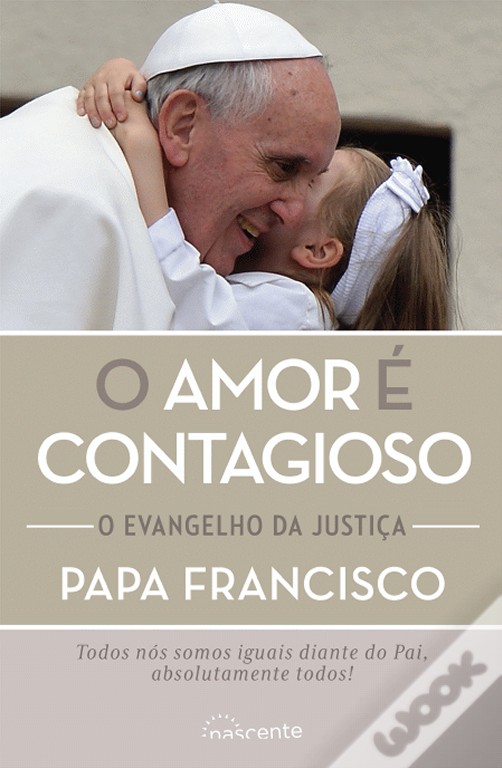 O AMOR É
CONTAGIOSO
O EVANGELHO DA JUSTIÇA
PAPA FRANCISCO
Todos nós somos iguais diante do Pai,
absolutamente todos!
nascente
WOOK